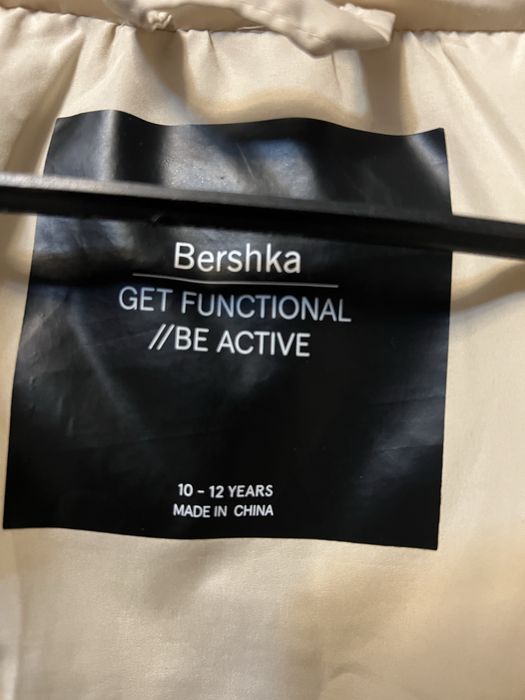 Bershka
GET FUNCTIONAL
//BE ACTIVE
10 - 12 YEARS
MADE IN CHINA